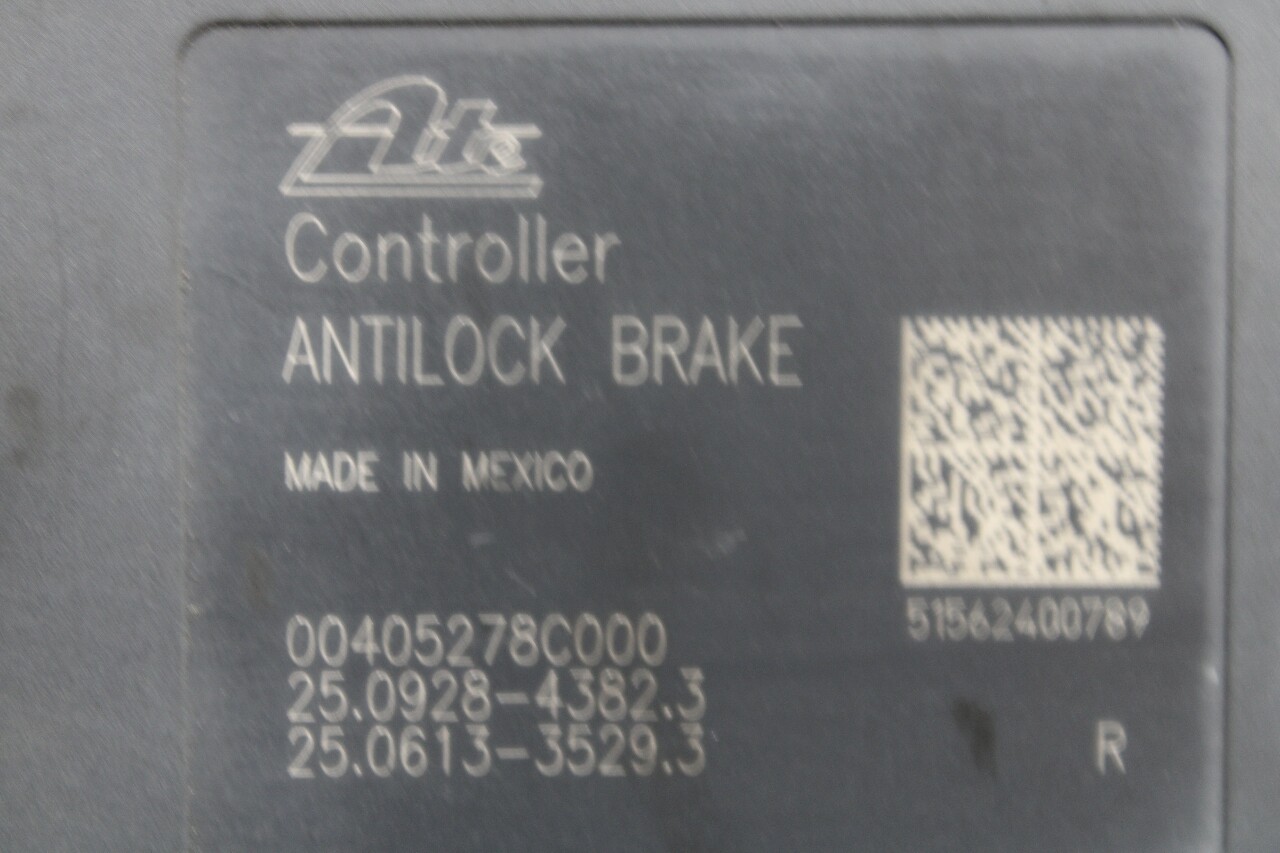 Ate
Controller
ANTILOCK BRAKE
MADE IN MEXICO
51562400789
00405278C000
25.0928-4382.3
25.0613-3529.3
R